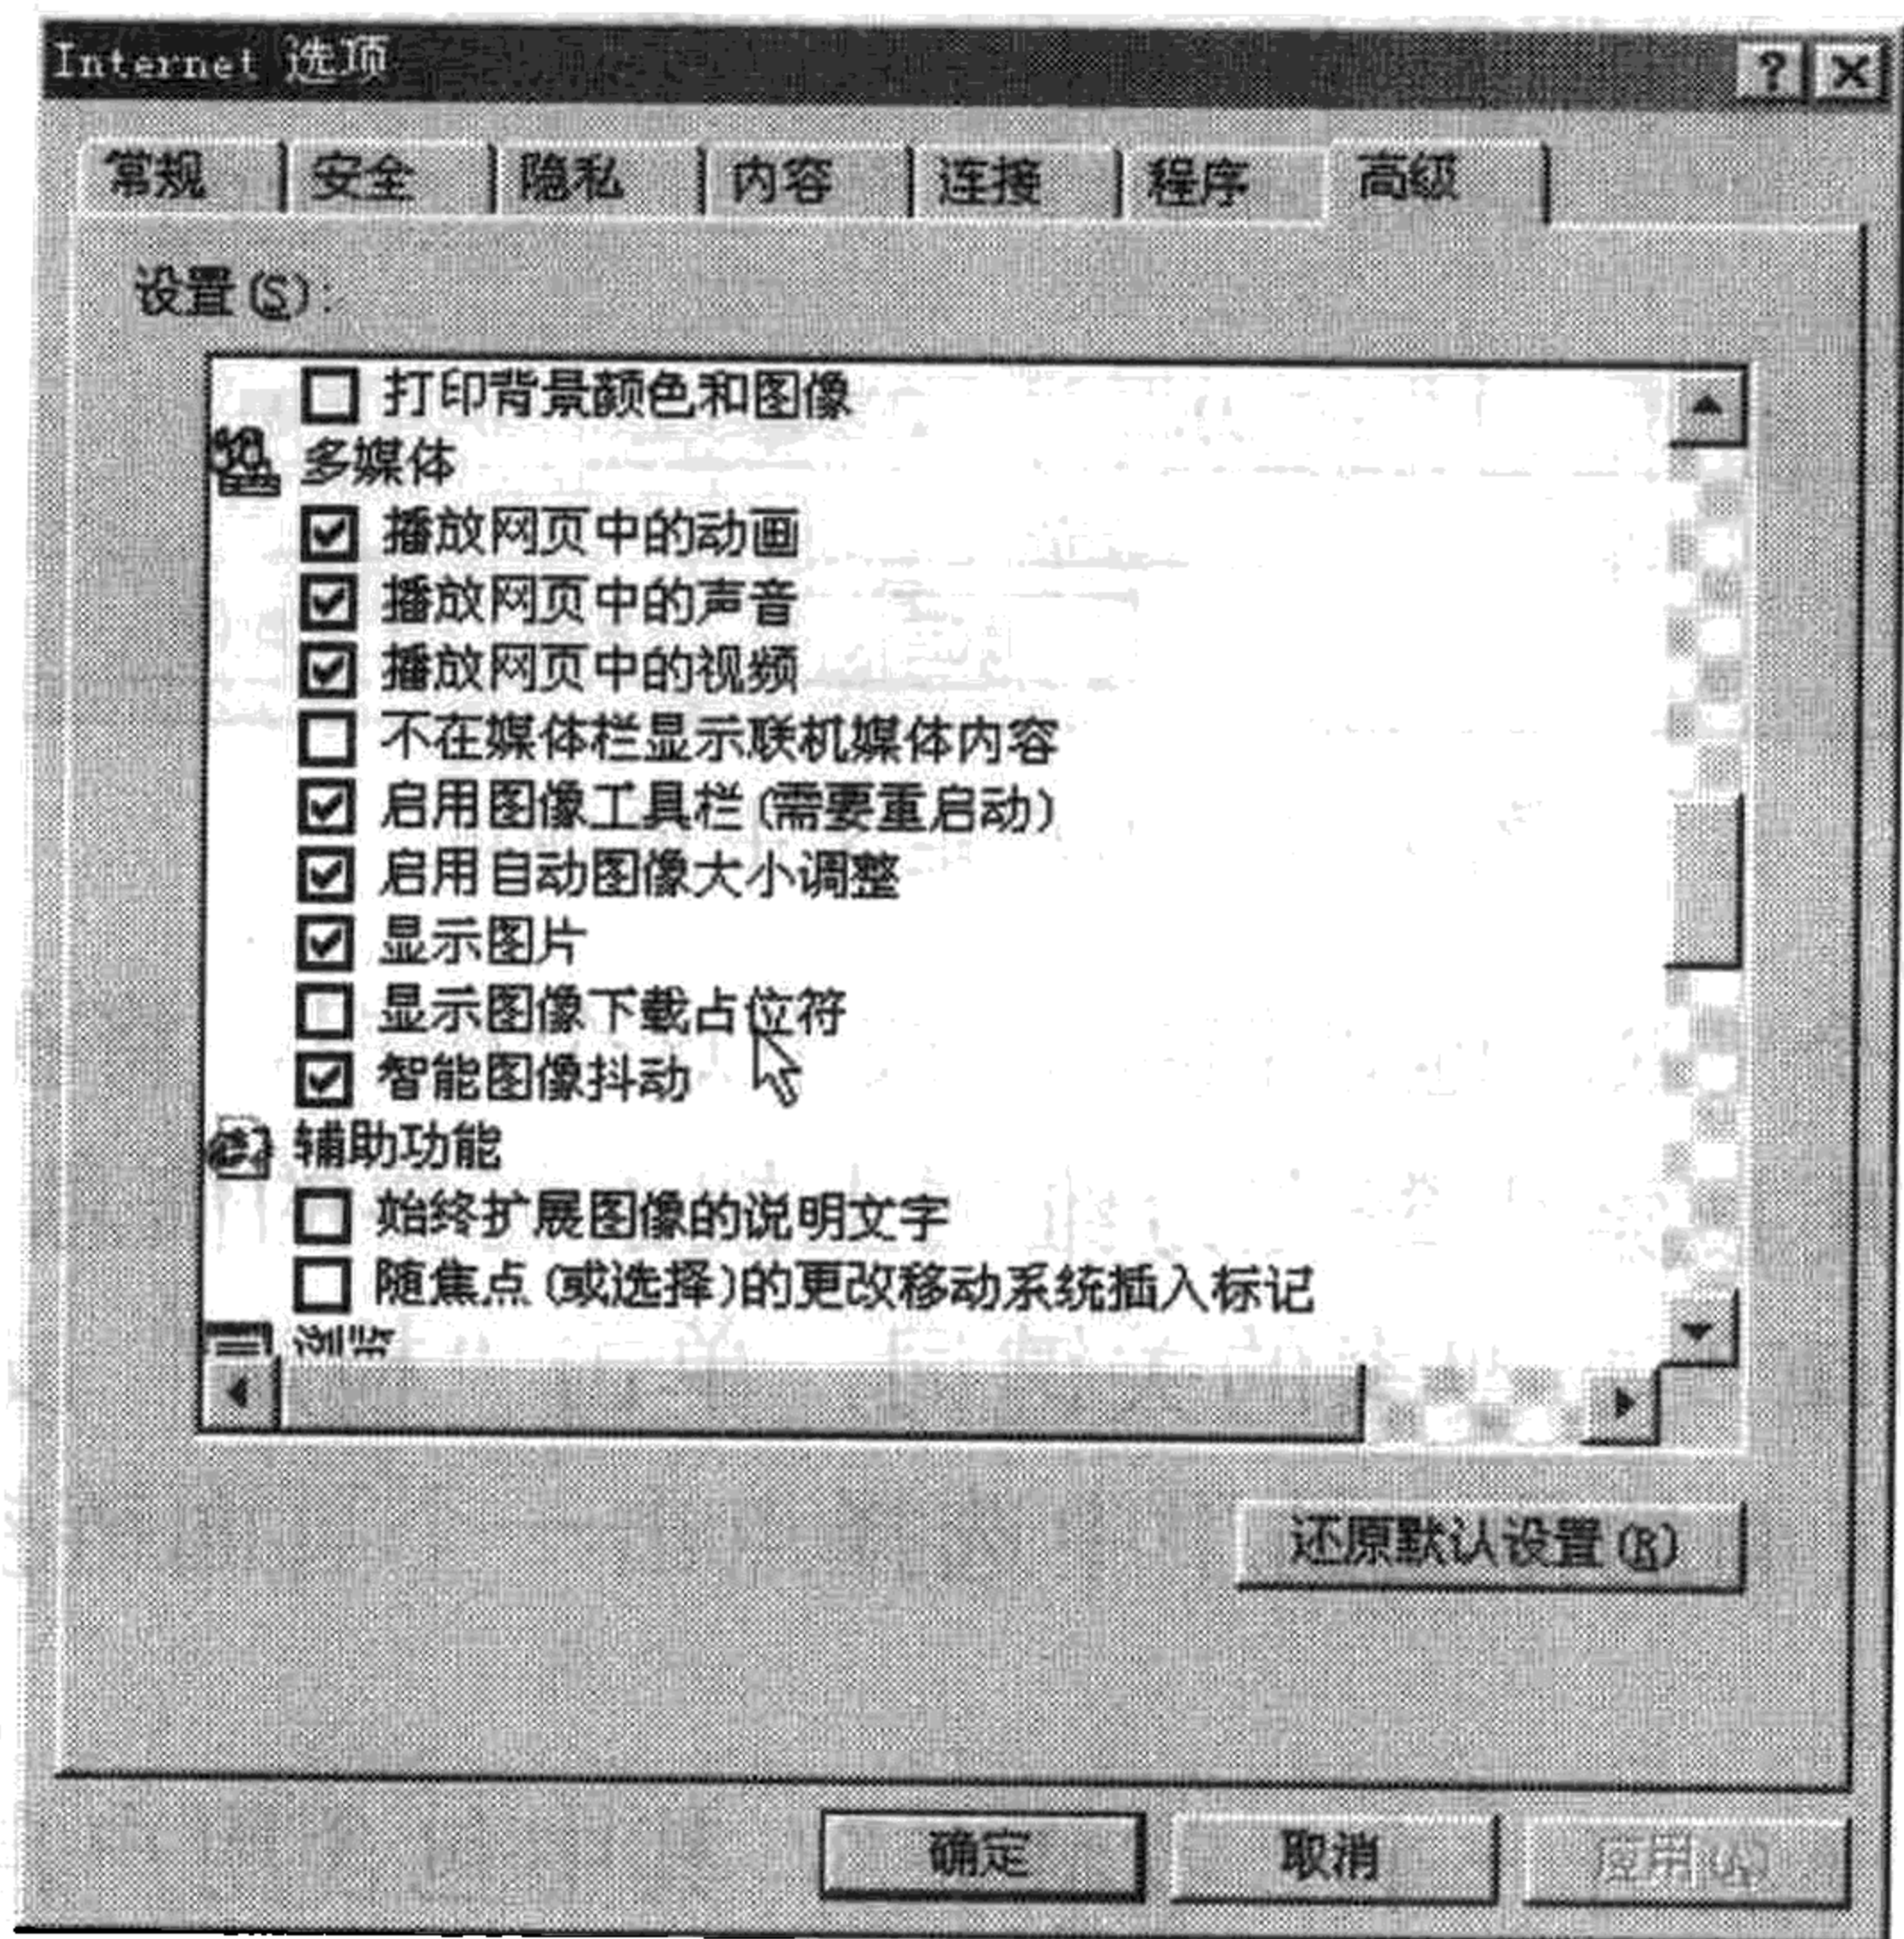 Internet 选项
常规 安全 隐私 内容 连接 程序 高级
设置(S):
打印背景颜色和图像
多媒体
播放网页中的动画
播放网页中的声音
播放网页中的视频
不在媒体栏显示联机媒体内容
启用图像工具栏(需要重启动)
启用自动图像大小调整
显示图片
显示图像下载占位符
智能图像抖动
辅助功能
始终扩展图像的说明文字
随焦点(或选择)的更改移动系统插入标记
还原默认设置(R)
确定 取消 应用(A)